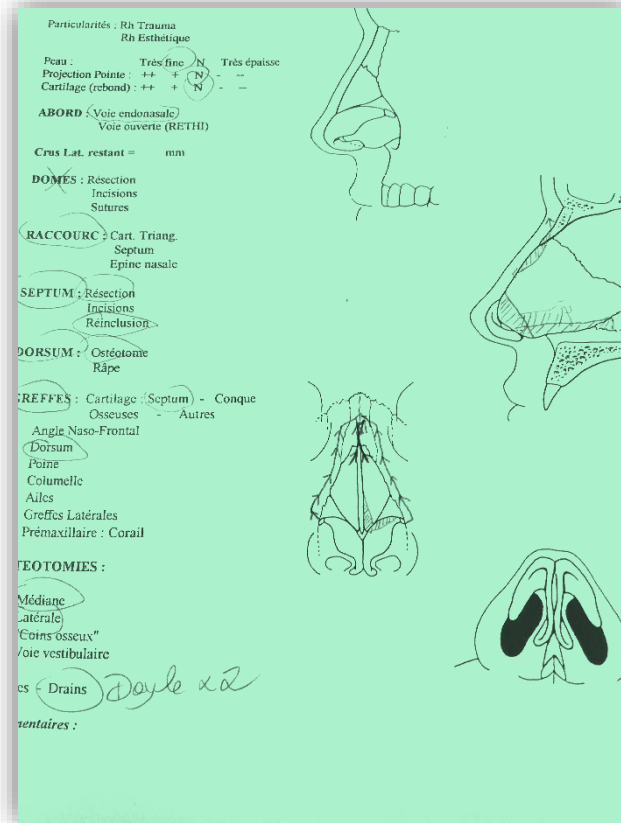 Particularités : Rh Trauma
Rh Esthétique
Peau : Très fine N Très épaisse
Projection Pointe : ++ + N - --
Cartilage (rebond) : ++ + N - --
ABORD : Voie endonasale
Voie ouverte (RETHI)
Crus Lat. restant = mm
DOMES : Résection
Incisions
Sutures
RACCOURC : Cart. Triang.
Septum
Epine nasale
SEPTUM : Résection
Incisions
Réinclusion
DORSUM : Ostéotome
Râpe
GREFFES : Cartilage : Septum - Conque
Osseuses - Autres
Angle Naso-Frontal
Dorsum
Poine
Columelle
Ailes
Greffes Latérales
Prémaxillaire : Corail
TEOTOMIES :
Médiane
Latérale
"Coins osseux"
Voie vestibulaire
es - Drains Doyle x2
mentaires :